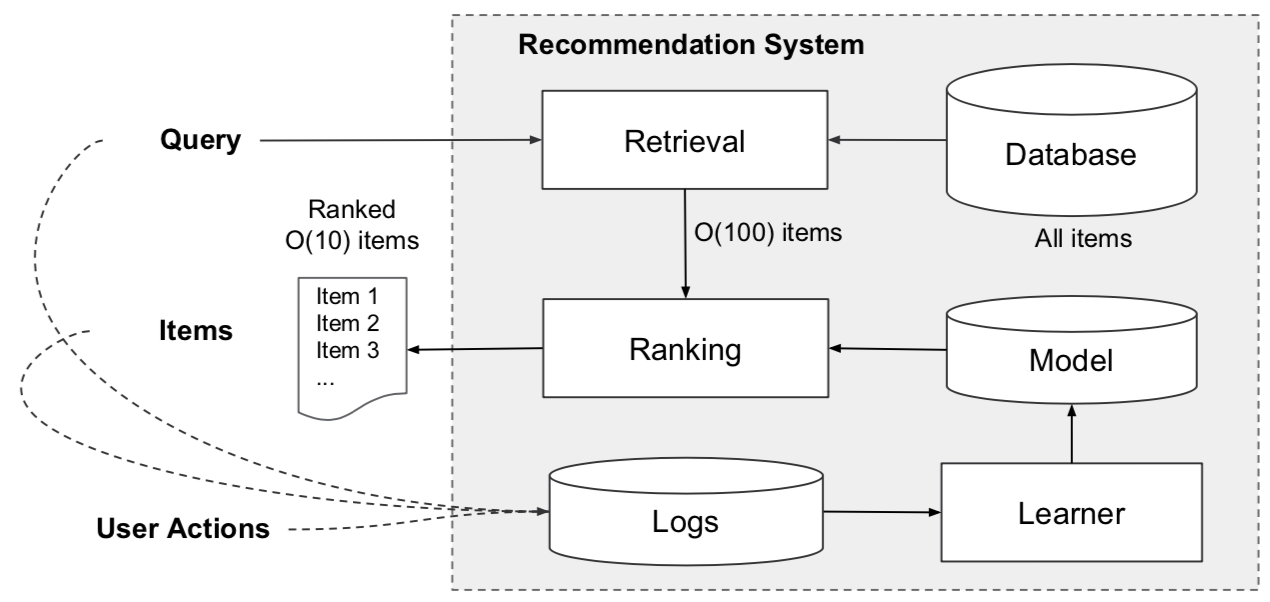 Recommendation System
Query
Retrieval
Database
Ranked
O(10) items
O(100) items
All items
Item 1
Item 2
Item 3
...
Items
Ranking
Model
User Actions
Logs
Learner